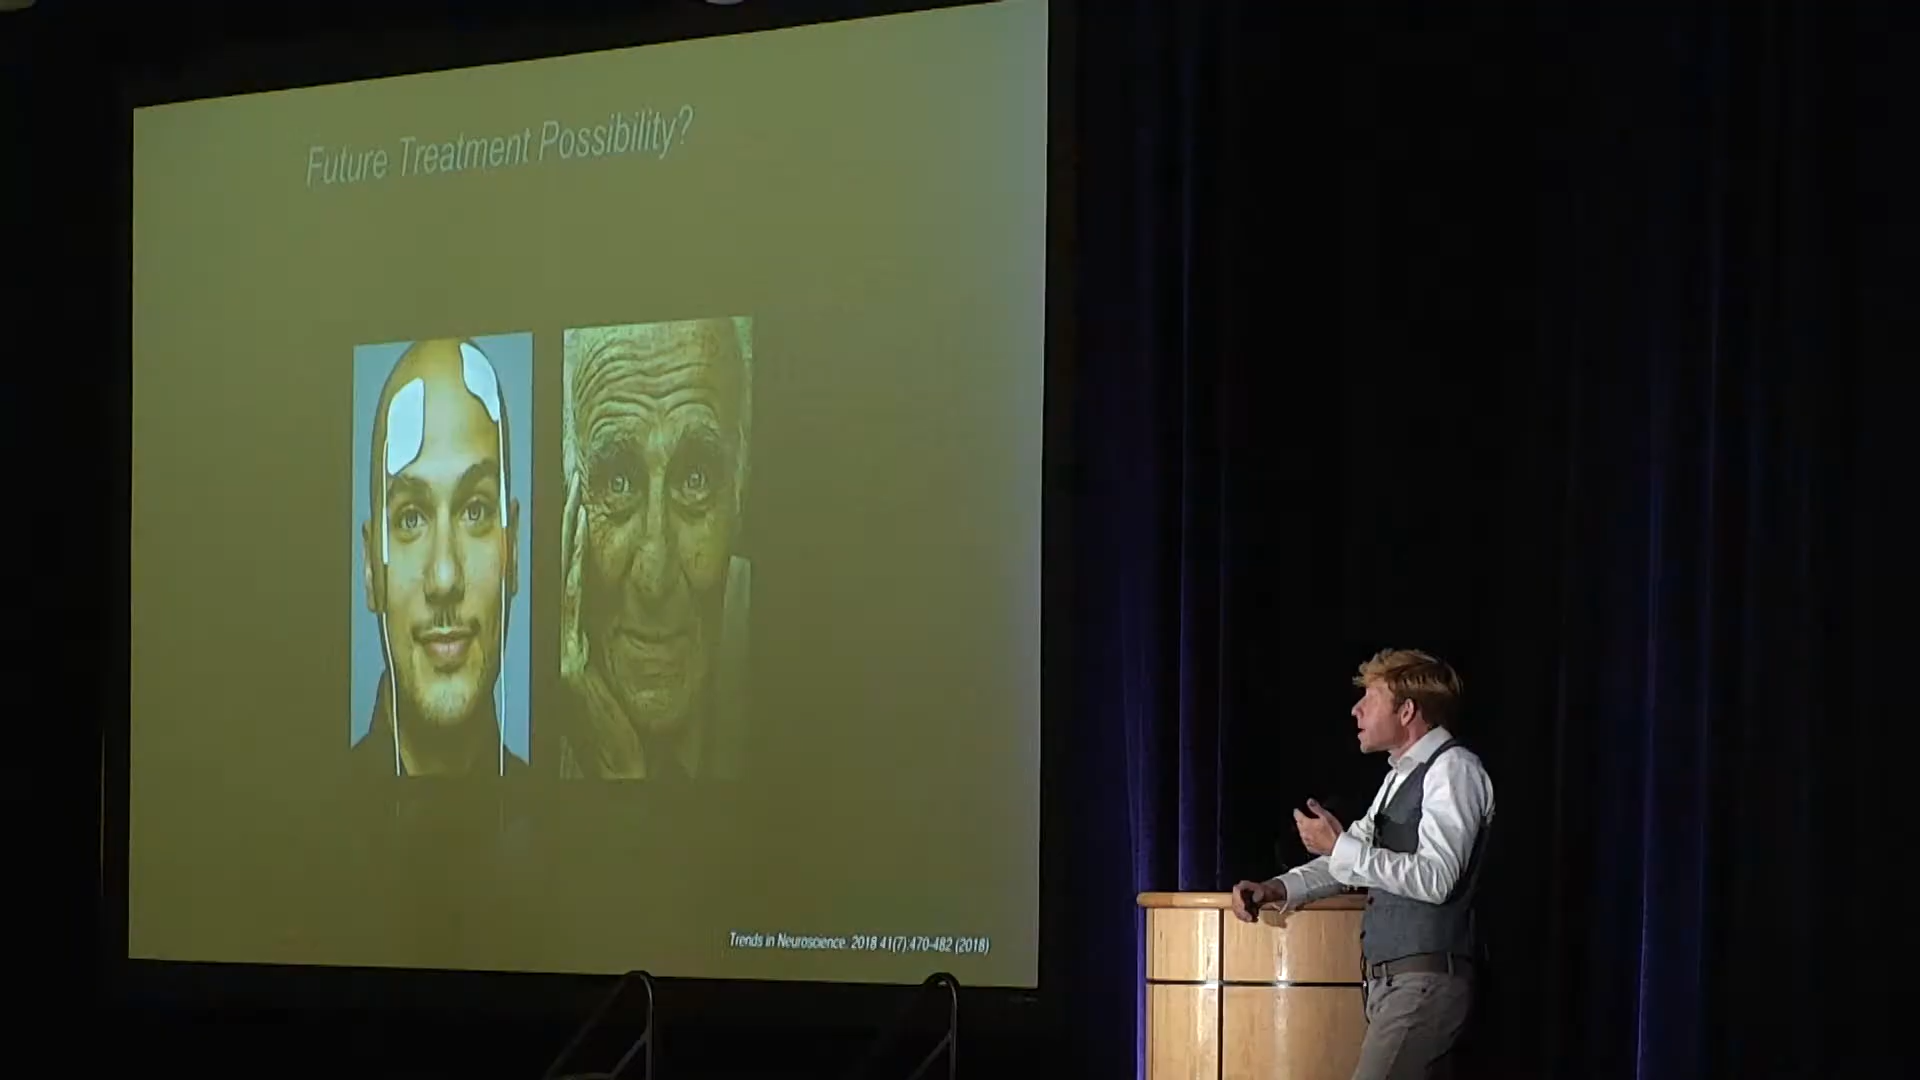 Future Treatment Possibility?
Trends in Neuroscience. 2018 41(7):470-482 (2018)